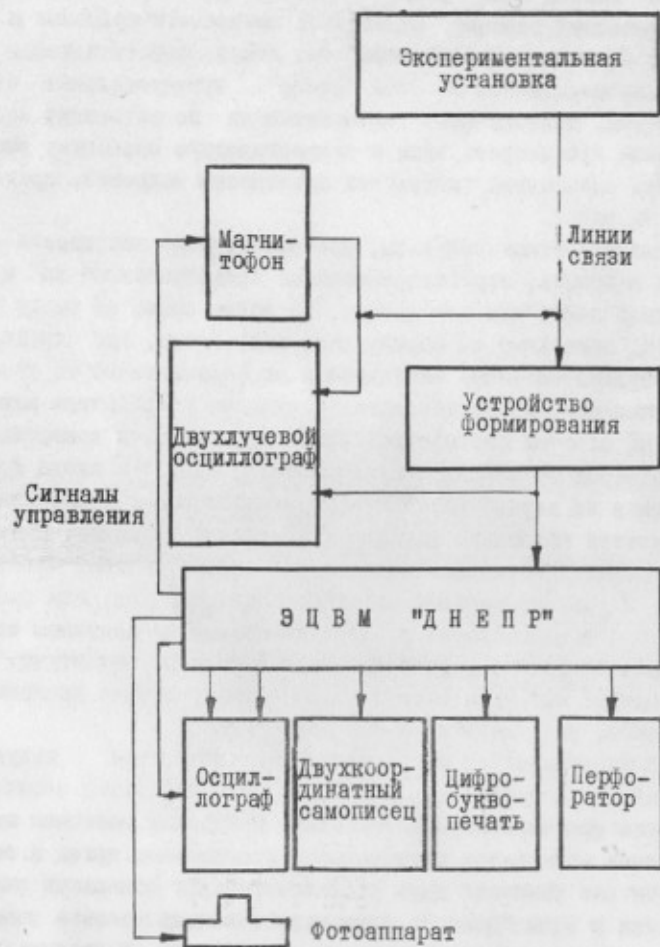 Экспериментальная
установка
Магни-
тофон
Линии
связи
Устройство
формирования
Двухлучевой
осциллограф
Сигналы
управления
ЭЦВМ "ДНЕПР"
Осцил-
лограф
Двухкоор-
динатный
самописец
Цифро-
букво-
печать
Перфо-
ратор
Фотоаппарат